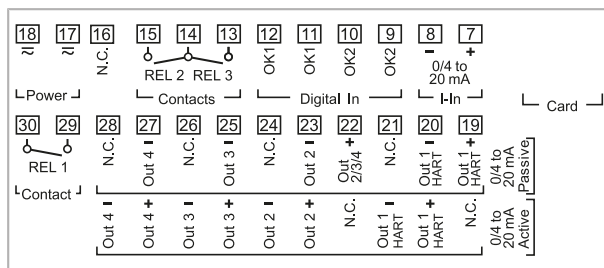 18 17 16 15 14 13 12 11 10 9 8 7
≂ ≂ N.C. OK1 OK1 OK2 OK2 − +
REL 2 REL 3 0/4 to
20 mA
Power Contacts Digital In I-In Card
30 29 28 27 26 25 24 23 22 21 20 19
REL 1 N.C. Out 4 − N.C. Out 3 − N.C. Out 2 − Out 2/3/4 + N.C. Out 1 − HART Out 1 + HART 0/4 to 20 mA Passive
Contact
Out 4 − Out 4 + Out 3 − Out 3 + Out 2 − Out 2 + N.C. Out 1 − HART Out 1 + HART N.C. 0/4 to 20 mA Active